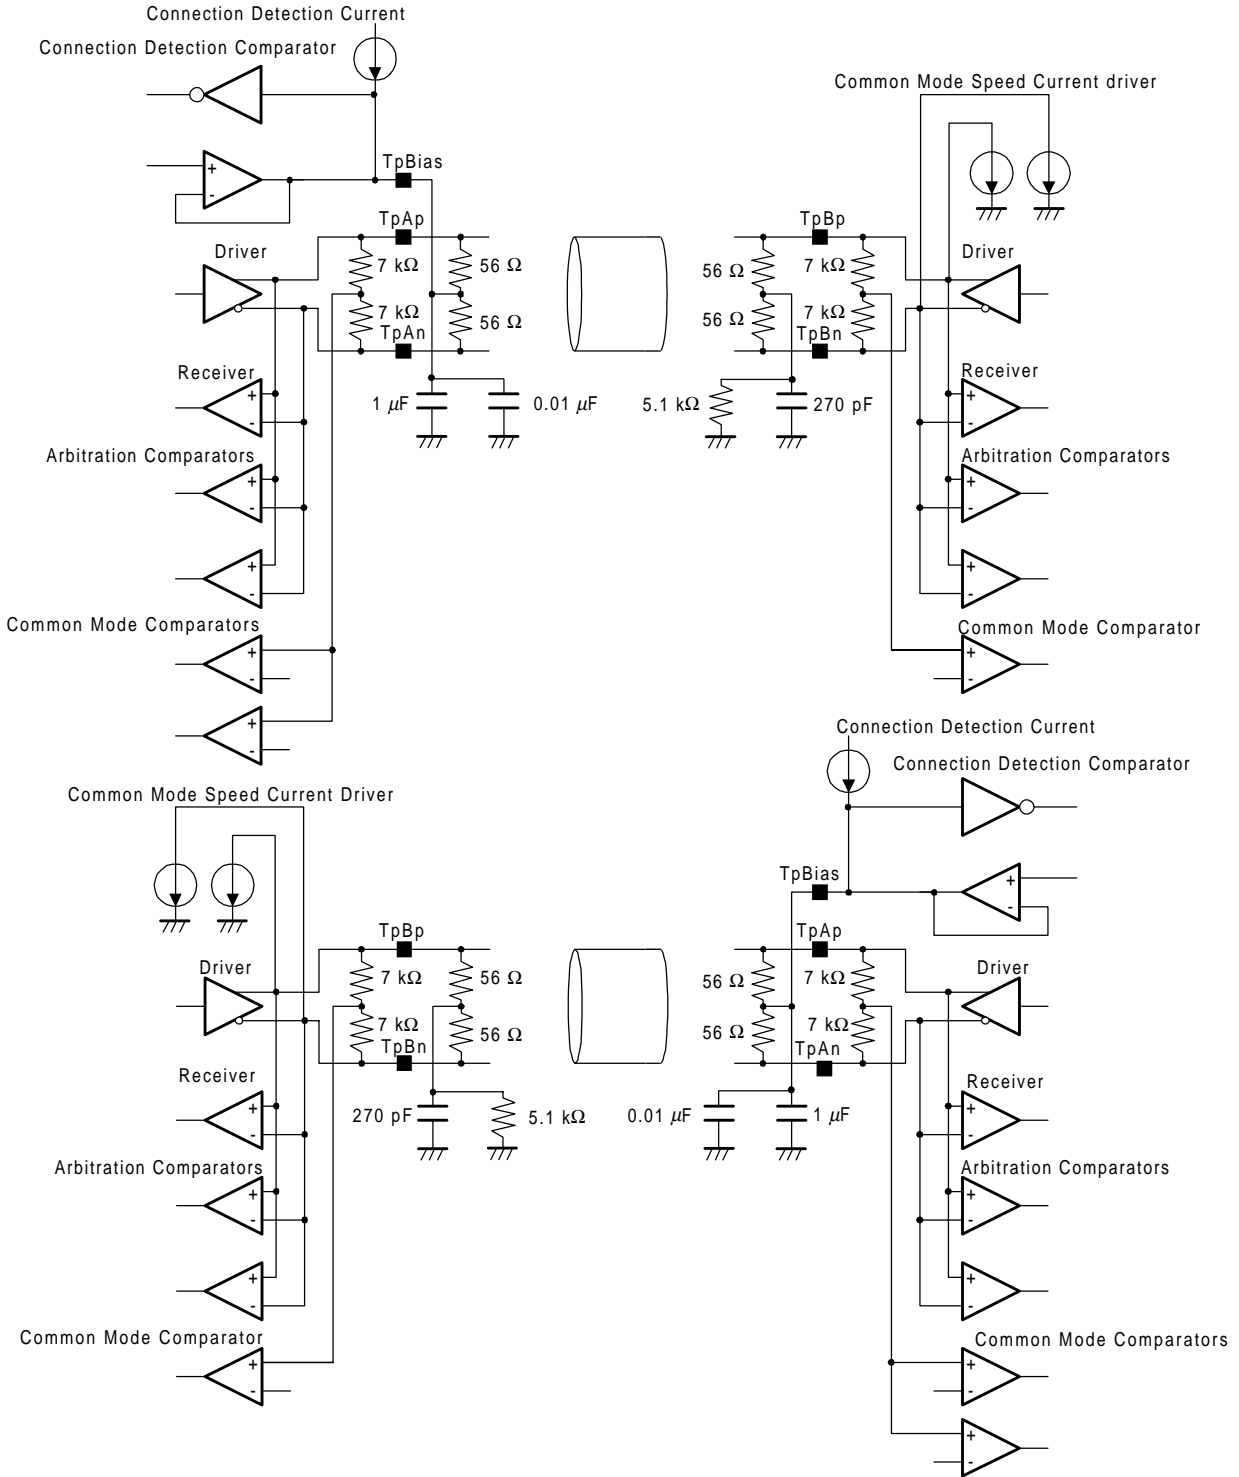 Connection Detection Current
Connection Detection Comparator
Common Mode Speed Current driver
+
-
TpBias
TpAp
TpBp
Driver
7 kΩ
56 Ω
56 Ω
7 kΩ
Driver
7 kΩ
56 Ω
56 Ω
7 kΩ
TpAn
TpBn
Receiver
+
-
1 μF
0.01 μF
5.1 kΩ
270 pF
Receiver
+
-
Arbitration Comparators
+
-
Arbitration Comparators
+
-
+
-
+
-
Common Mode Comparators
+
-
Common Mode Comparator
+
-
+
-
Connection Detection Current
Connection Detection Comparator
Common Mode Speed Current Driver
TpBias
+
-
TpBp
TpAp
Driver
7 kΩ
56 Ω
56 Ω
7 kΩ
Driver
7 kΩ
56 Ω
56 Ω
7 kΩ
TpBn
TpAn
Receiver
+
-
270 pF
5.1 kΩ
0.01 μF
1 μF
Receiver
+
-
Arbitration Comparators
+
-
Arbitration Comparators
+
-
+
-
+
-
Common Mode Comparator
+
-
Common Mode Comparators
+
-
+
-